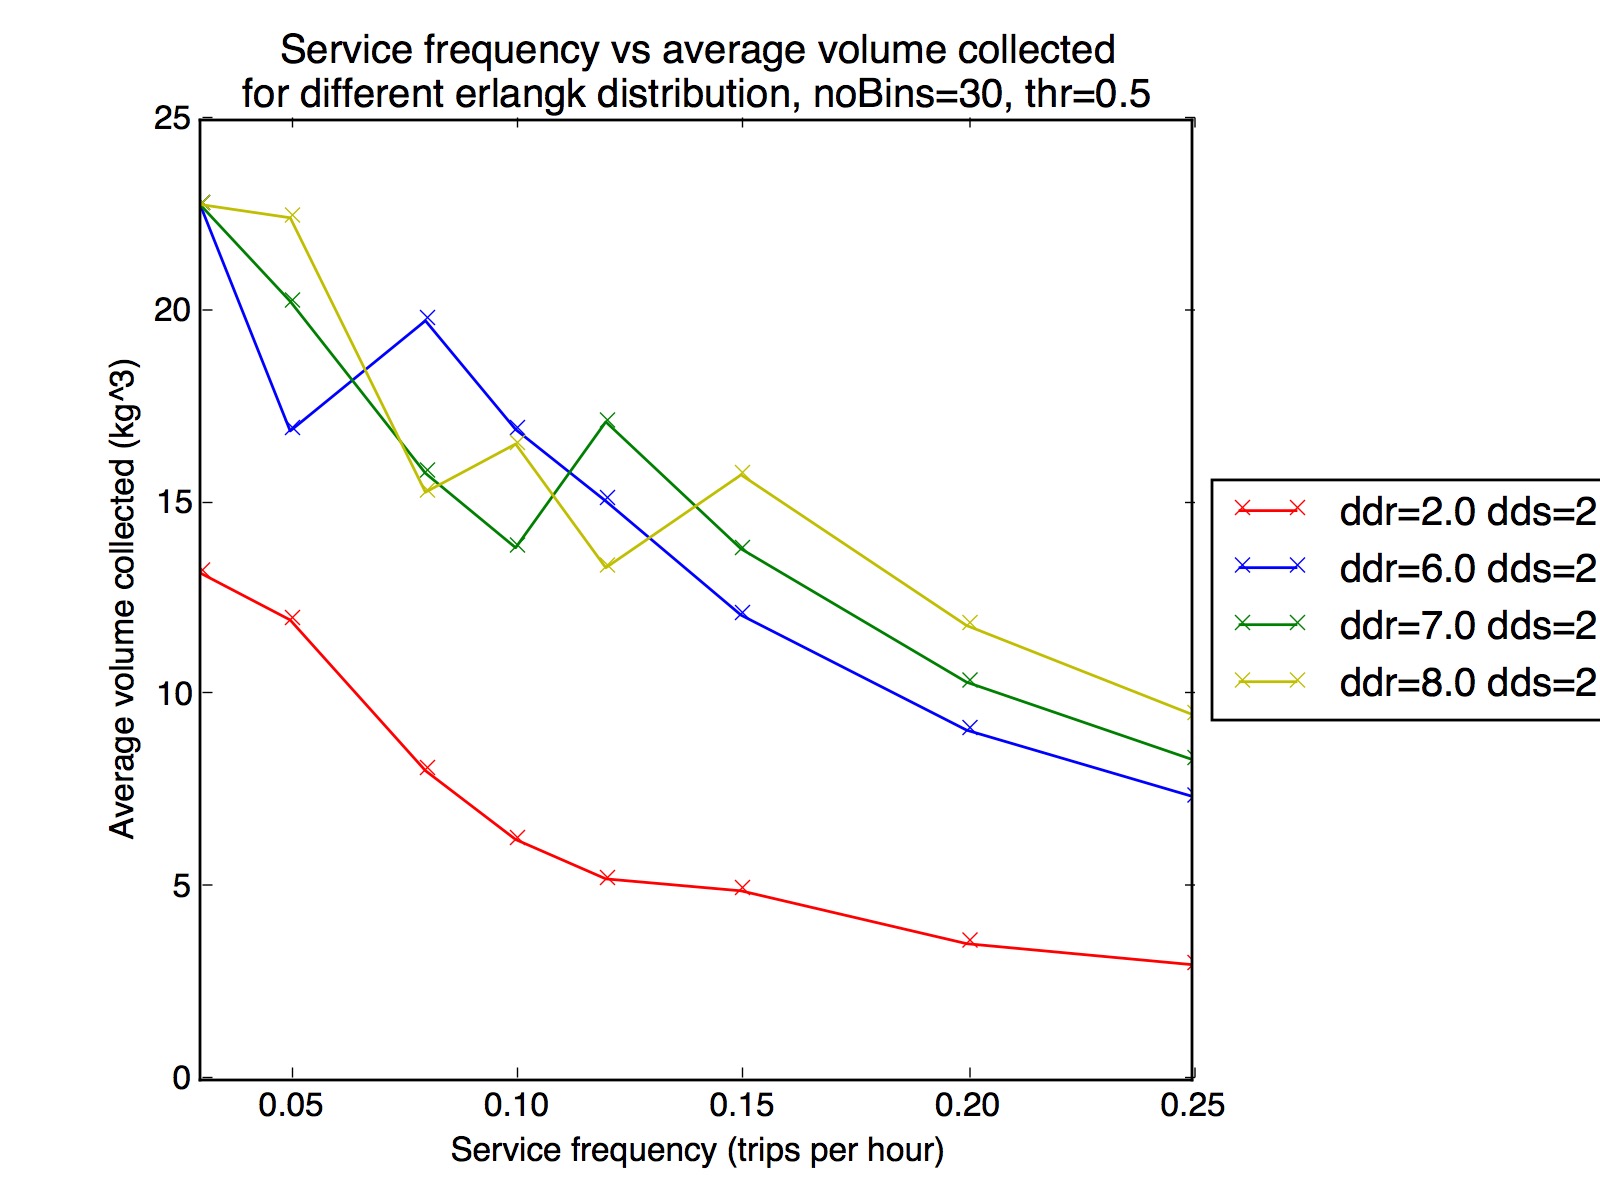 Service frequency vs average volume collected
for different erlangk distribution, noBins=30, thr=0.5
25
20
15
10
5
0
Average volume collected (kg^3)
0.05 0.10 0.15 0.20 0.25
Service frequency (trips per hour)
ddr=2.0 dds=2
ddr=6.0 dds=2
ddr=7.0 dds=2
ddr=8.0 dds=2